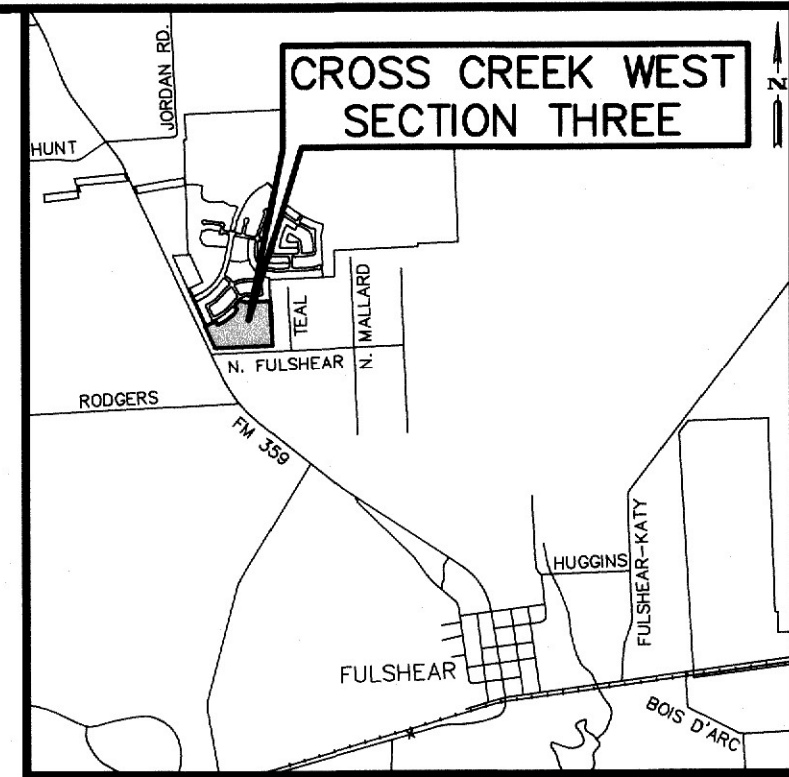 CROSS CREEK WEST
SECTION THREE
N
JORDAN RD.
HUNT
TEAL
N. MALLARD
N. FULSHEAR
RODGERS
FM 359
HUGGINS
FULSHEAR-KATY
FULSHEAR
BOIS D'ARC